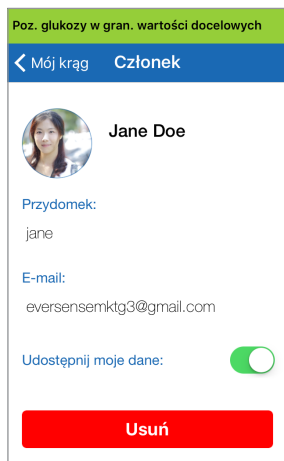 Poz. glukozy w gran. wartości docelowych
Mój krąg
Członek
Jane Doe
Przydomek:
jane
E-mail:
eversensemktg3@gmail.com
Udostępnij moje dane:
Usuń